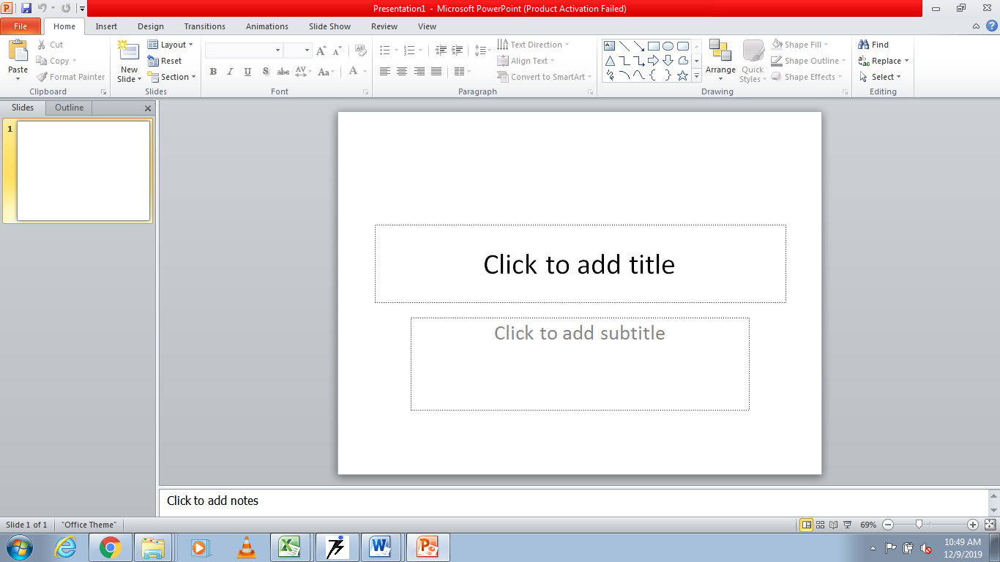 Presentation1 - Microsoft PowerPoint (Product Activation Failed)
File Home Insert Design Transitions Animations Slide Show Review View
Paste
Cut
Copy
Format Painter
Clipboard
New Slide
Layout
Reset
Section
Slides
B I U S abc AV Aa A
Font
Text Direction
Align Text
Convert to SmartArt
Paragraph
Arrange
Quick Styles
Shape Fill
Shape Outline
Shape Effects
Drawing
Find
Replace
Select
Editing
Slides Outline
1
Click to add title
Click to add subtitle
Click to add notes
Slide 1 of 1 "Office Theme" 69%
10:49 AM
12/9/2019